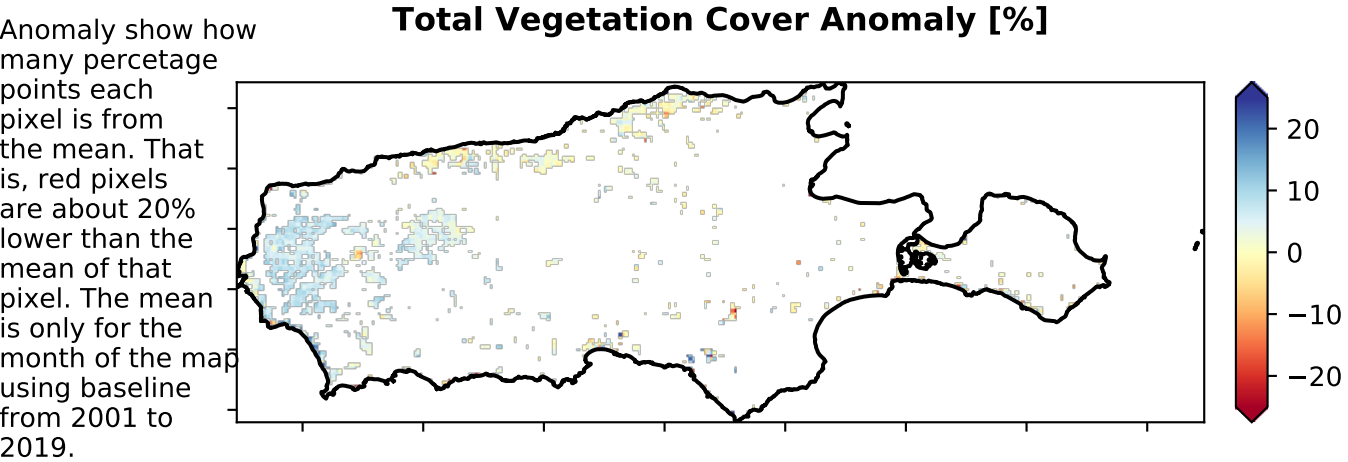 Total Vegetation Cover Anomaly [%]
Anomaly show how
many percetage
points each
pixel is from
the mean. That
is, red pixels
are about 20%
lower than the
mean of that
pixel. The mean
is only for the
month of the map
using baseline
from 2001 to
2019.
20
10
0
−10
−20